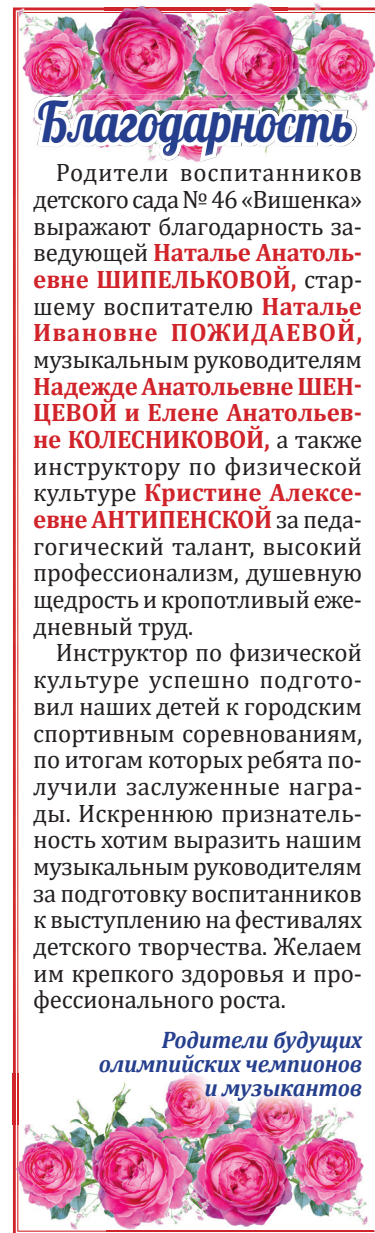 Благодарность
Родители воспитанников
детского сада № 46 «Вишенка»
выражают благодарность за-
ведующей Наталье Анатоль-
евне ШИПЕЛЬКОВОЙ, стар-
шему воспитателю Наталье
Ивановне ПОЖИДАЕВОЙ,
музыкальным руководителям
Надежде Анатольевне ШЕН-
ЦЕВОЙ и Елене Анатольев-
не КОЛЕСНИКОВОЙ, а также
инструктору по физической
культуре Кристине Алексе-
евне АНТИПЕНСКОЙ за педа-
гогический талант, высокий
профессионализм, душевную
щедрость и кропотливый еже-
дневный труд.
Инструктор по физической
культуре успешно подгото-
вил наших детей к городским
спортивным соревнованиям,
по итогам которых ребята по-
лучили заслуженные награ-
ды. Искреннюю признатель-
ность хотим выразить нашим
музыкальным руководителям
за подготовку воспитанников
к выступлению на фестивалях
детского творчества. Желаем
им крепкого здоровья и про-
фессионального роста.
Родители будущих
олимпийских чемпионов
и музыкантов